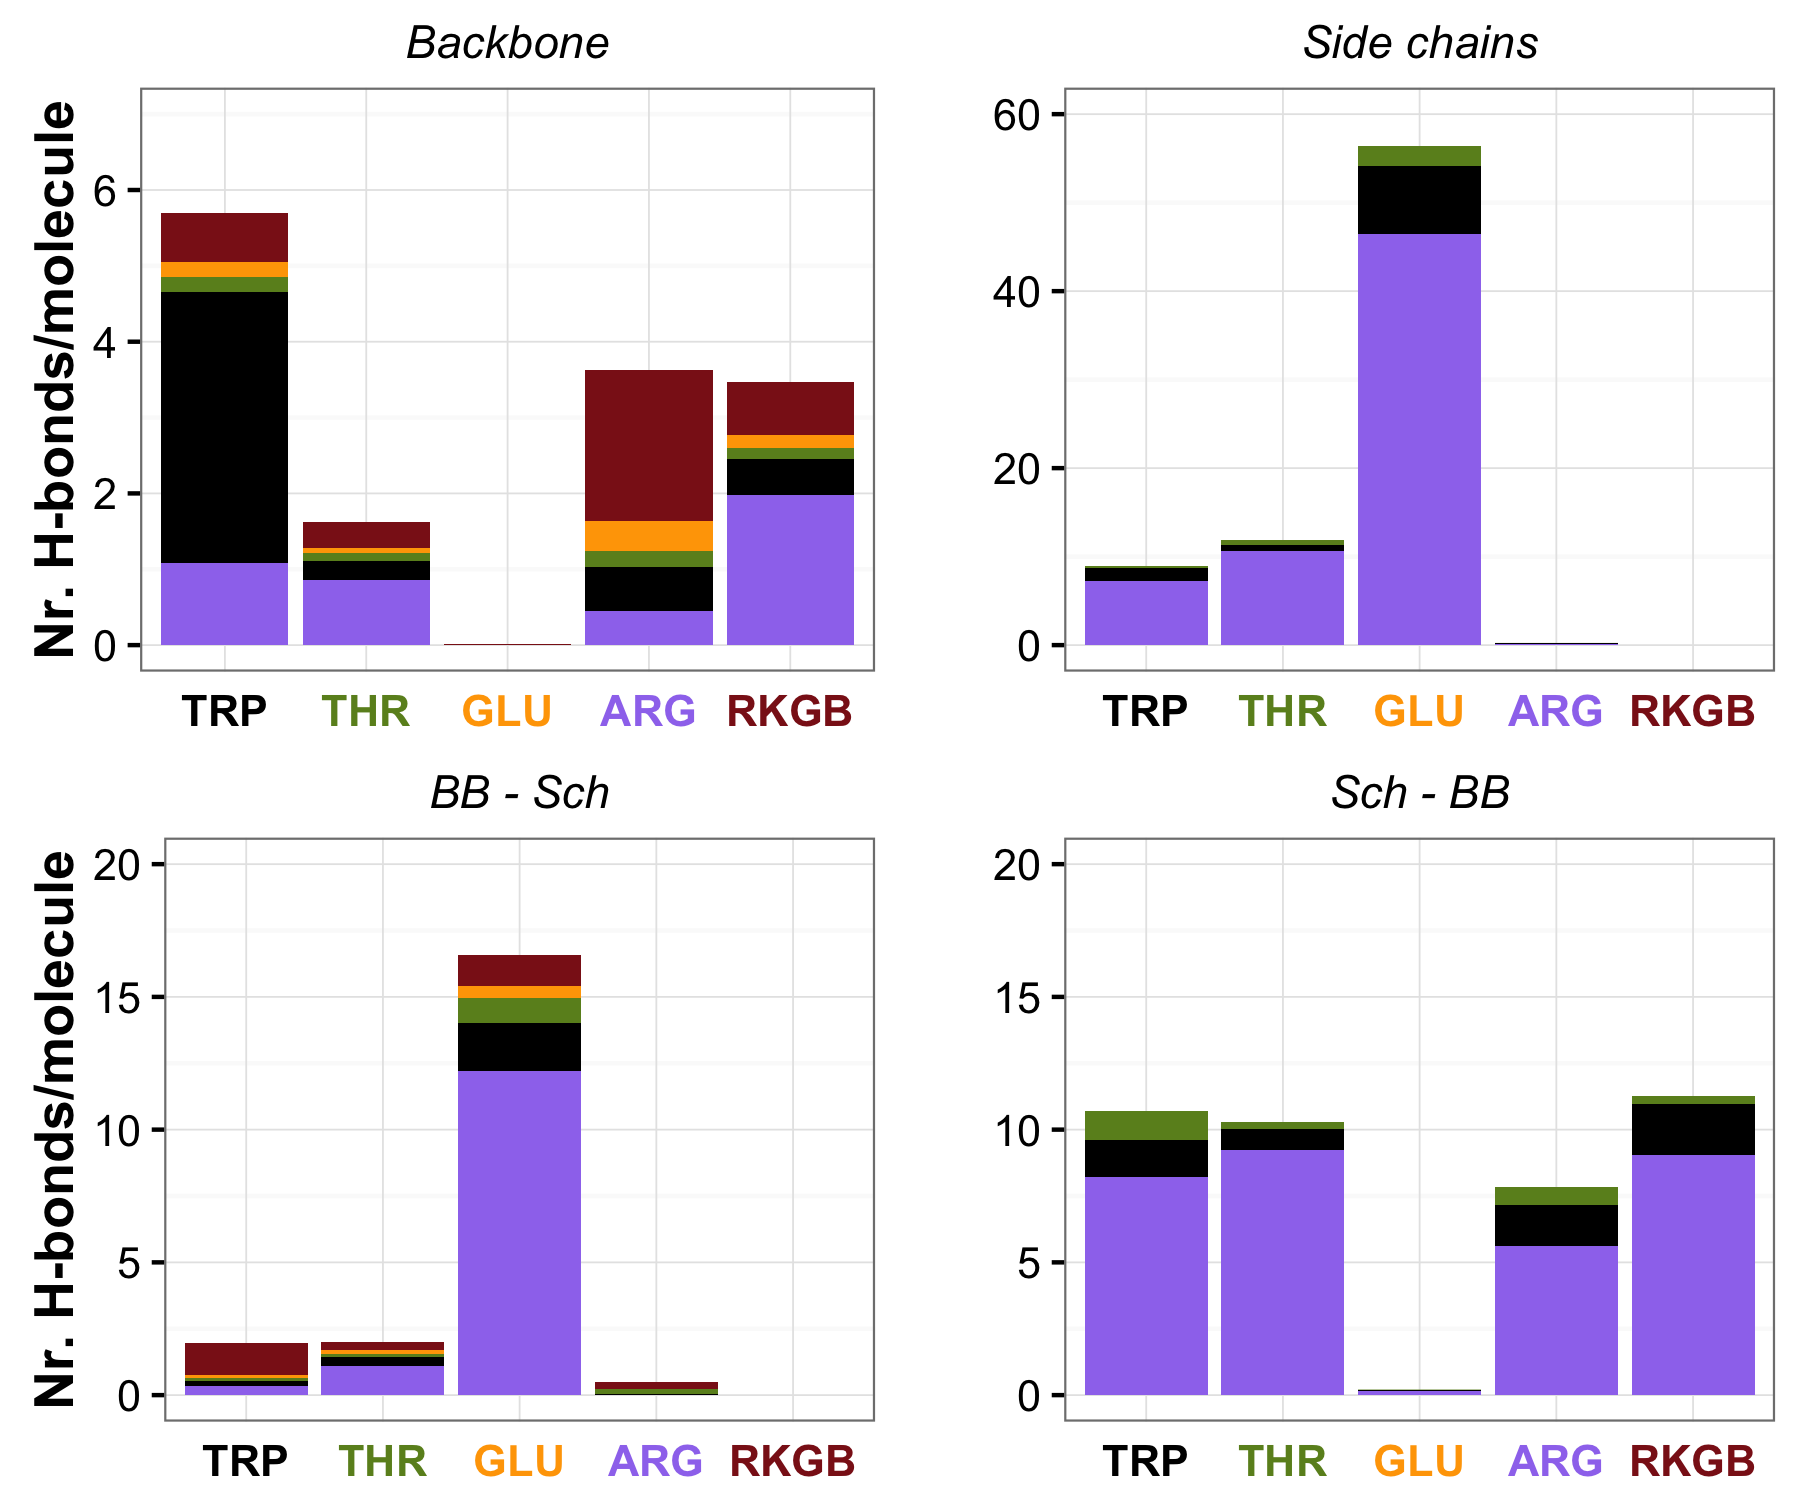 Backbone
Nr. H-bonds/molecule
6
4
2
0
TRP THR GLU ARG RKGB
Side chains
60
40
20
0
TRP THR GLU ARG RKGB
BB - Sch
Nr. H-bonds/molecule
20
15
10
5
0
TRP THR GLU ARG RKGB
Sch - BB
20
15
10
5
0
TRP THR GLU ARG RKGB